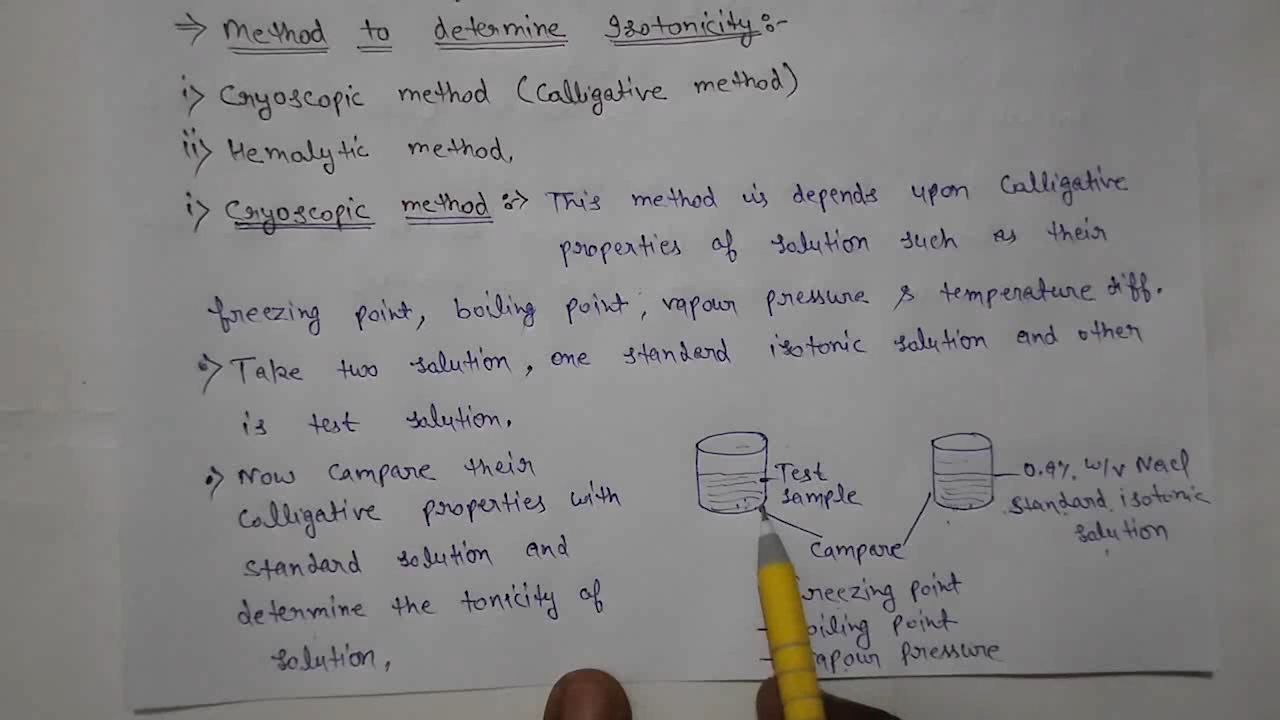 ⇒ Method to determine Isotonicity:-
i> Cryoscopic method (Calligative method)
ii> Hemalytic method.
i> Cryoscopic method :-> This method is depends upon Calligative
properties of solution such as their
freezing point, boiling point, vapour pressure & temperature diff.
•> Take two solution, one standard isotonic solution and other
is test solution.
•> Now Campare their
Calligative properties with
standard solution and
determine the tonicity of
solution,
Test
sample
0.9% w/v Nacl
standard isotonic
solution
Campare
reezing point
- oiling point
- apour pressure